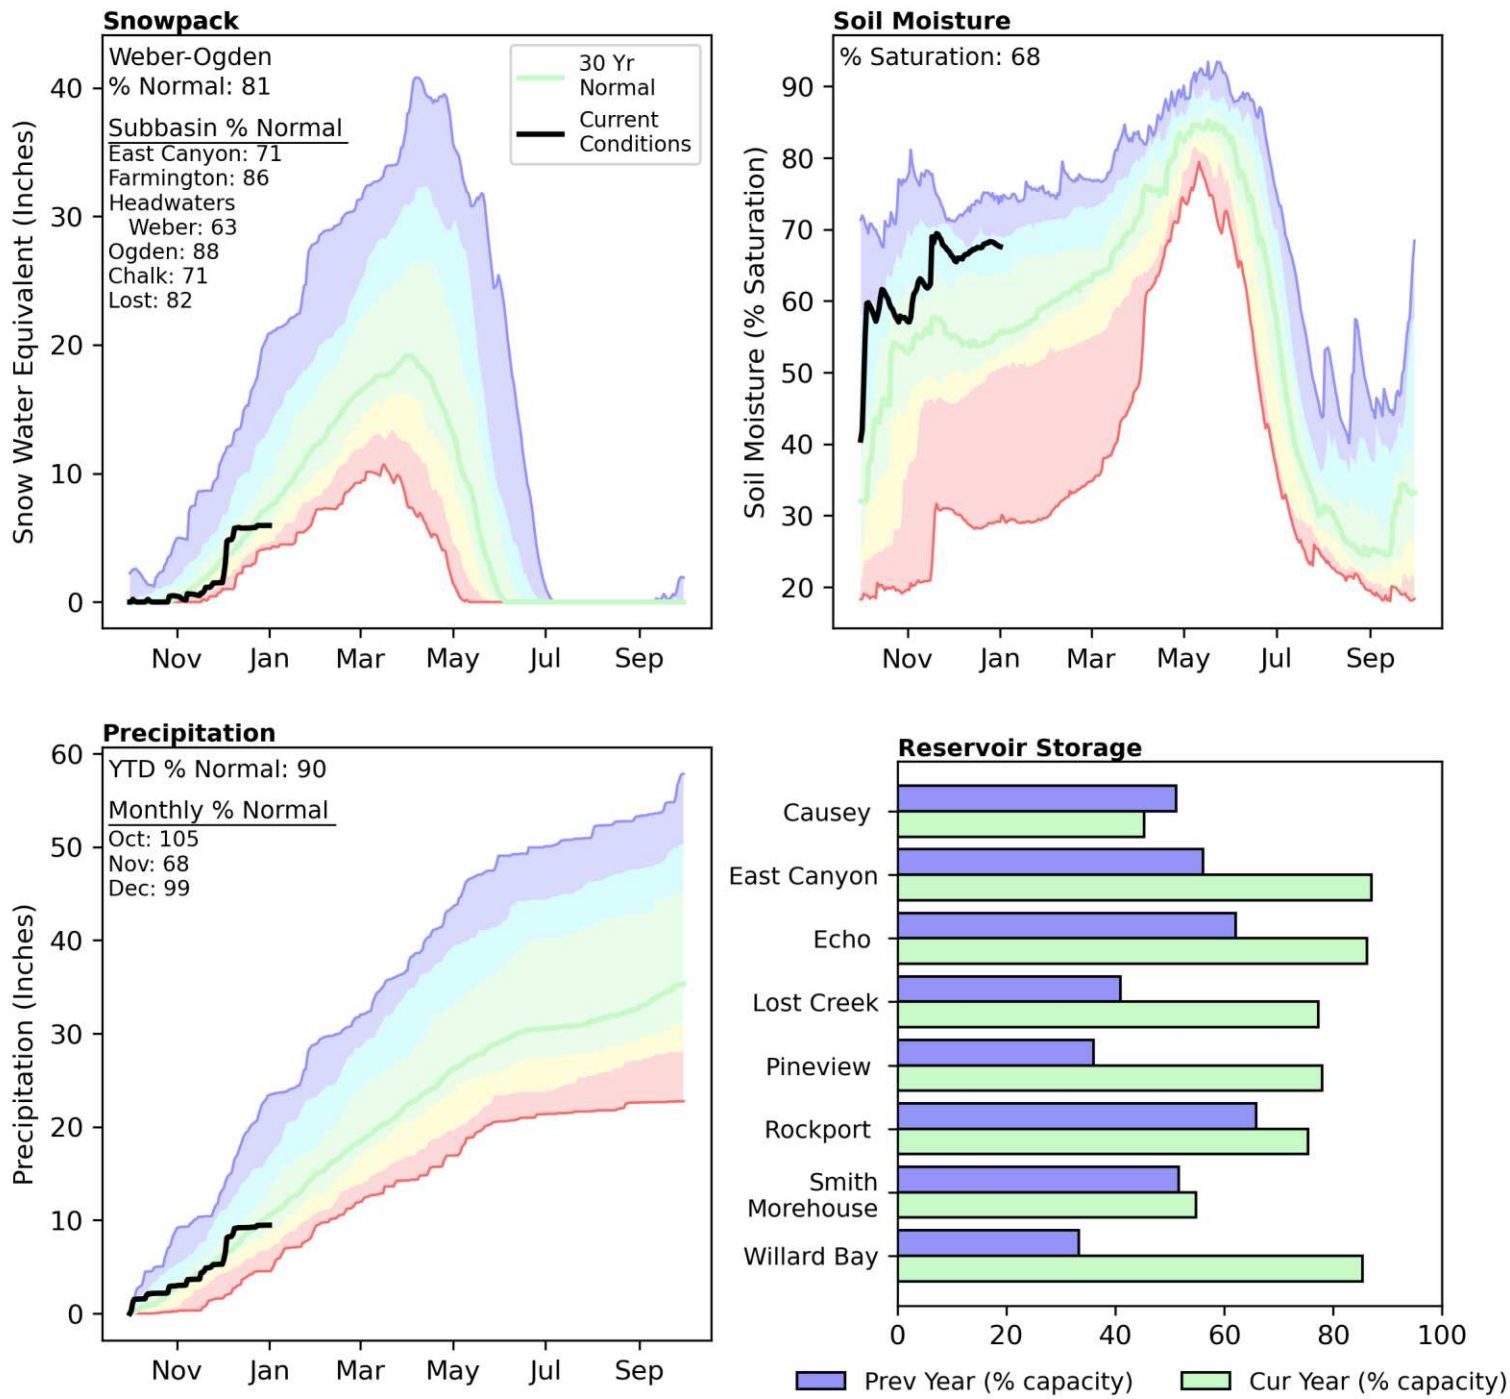 Snowpack
Weber-Ogden
% Normal: 81
Subbasin % Normal
East Canyon: 71
Farmington: 86
Headwaters
Weber: 63
Ogden: 88
Chalk: 71
Lost: 82
30 Yr
Normal
Current
Conditions
Snow Water Equivalent (Inches)
40
30
20
10
0
Nov Jan Mar May Jul Sep
Soil Moisture
% Saturation: 68
Soil Moisture (% Saturation)
90
80
70
60
50
40
30
20
Nov Jan Mar May Jul Sep
Precipitation
YTD % Normal: 90
Monthly % Normal
Oct: 105
Nov: 68
Dec: 99
Precipitation (Inches)
60
50
40
30
20
10
0
Nov Jan Mar May Jul Sep
Reservoir Storage
Causey
East Canyon
Echo
Lost Creek
Pineview
Rockport
Smith
Morehouse
Willard Bay
0 20 40 60 80 100
Prev Year (% capacity) Cur Year (% capacity)